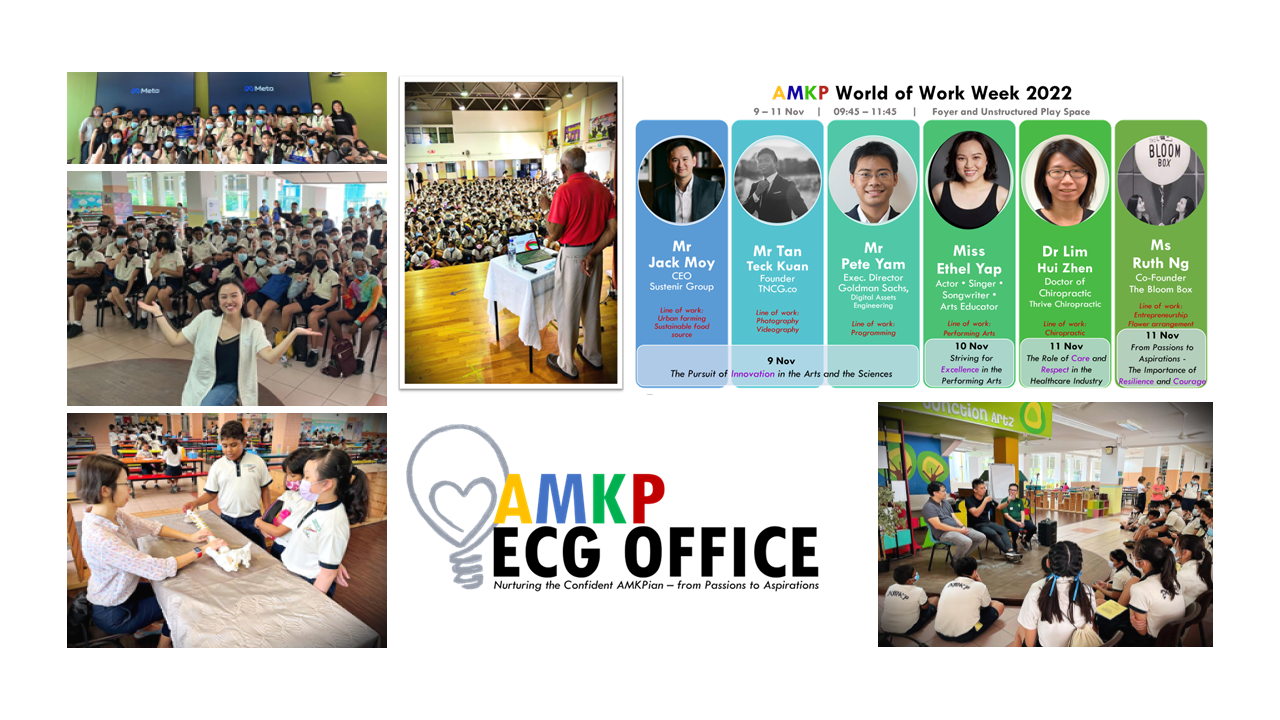 Meta
Meta
AMKP World of Work Week 2022
9 – 11 Nov | 09:45 – 11:45 | Foyer and Unstructured Play Space
Mr
Jack Moy
CEO
Sustenir Group
Line of work:
Urban farming
Sustainable food
source
Mr Tan
Teck Kuan
Founder
TNCG.co
Line of work:
Photography
Videography
Mr
Pete Yam
Exec. Director
Goldman Sachs,
Digital Assets
Engineering
Line of work:
Programming
9 Nov
The Pursuit of Innovation in the Arts and the Sciences
Miss
Ethel Yap
Actor • Singer •
Songwriter •
Arts Educator
Line of work:
Performing Arts
10 Nov
Striving for
Excellence in the
Performing Arts
Dr Lim
Hui Zhen
Doctor of
Chiropractic
Thrive Chiropractic
Line of work:
Chiropractic
11 Nov
The Role of Care and
Respect in the
Healthcare Industry
BLOOM
BOX
Ms
Ruth Ng
Co-Founder
The Bloom Box
Line of work:
Entrepreneurship
Flower arrangement
11 Nov
From Passions to
Aspirations -
The Importance of
Resilience and Courage
AMKP
ECG OFFICE
Nurturing the Confident AMKPian – from Passions to Aspirations
Junction Artz
AMKP
AMKP